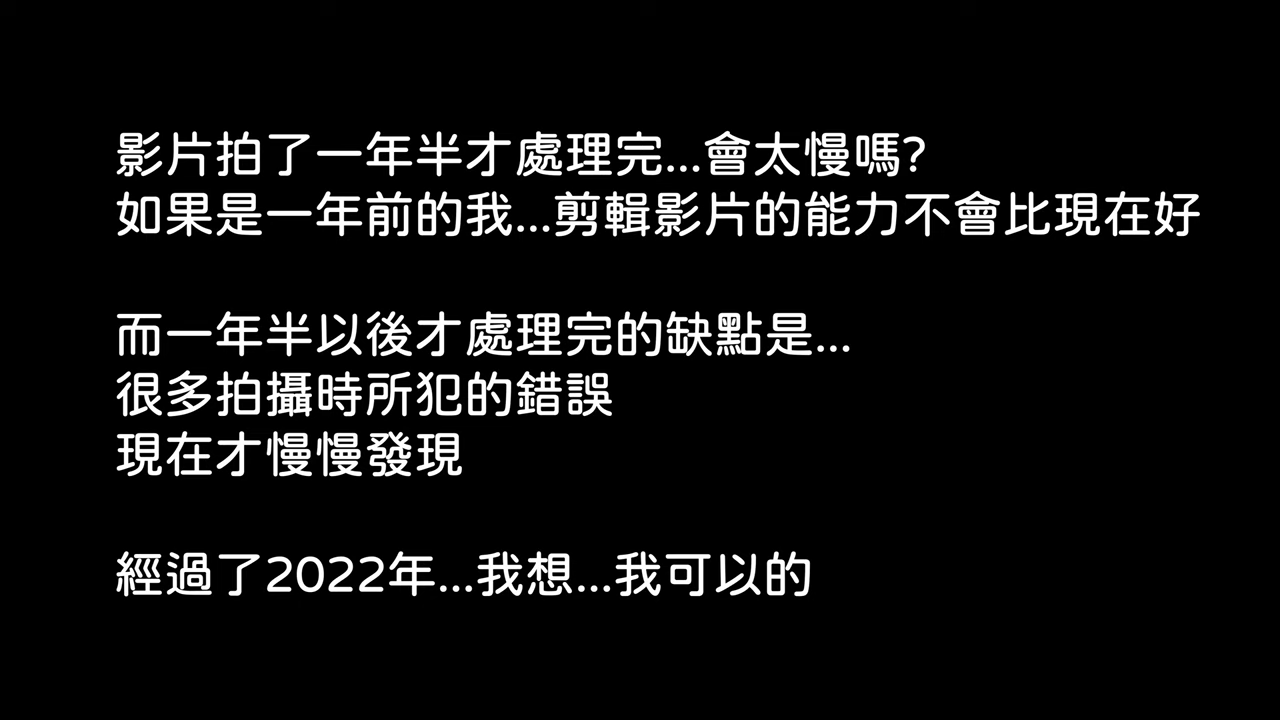 影片拍了一年半才處理完...會太慢嗎?
如果是一年前的我...剪輯影片的能力不會比現在好
而一年半以後才處理完的缺點是...
很多拍攝時所犯的錯誤
現在才慢慢發現
經過了2022年...我想...我可以的